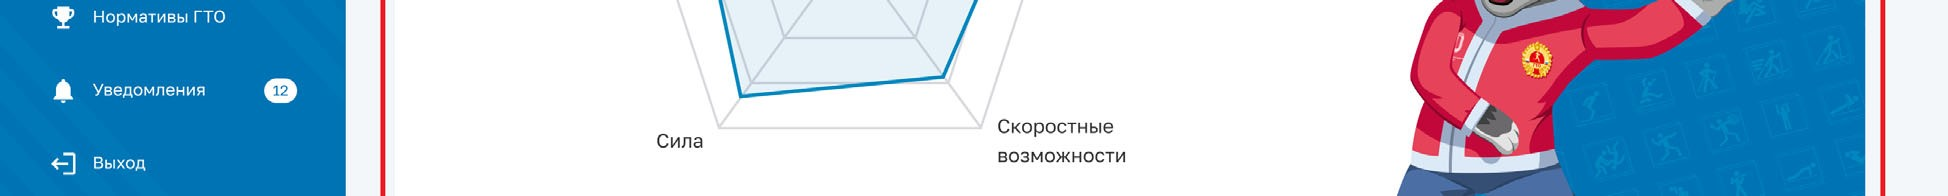 Нормативы ГТО
Уведомления 12
Выход
Сила
Скоростные
возможности